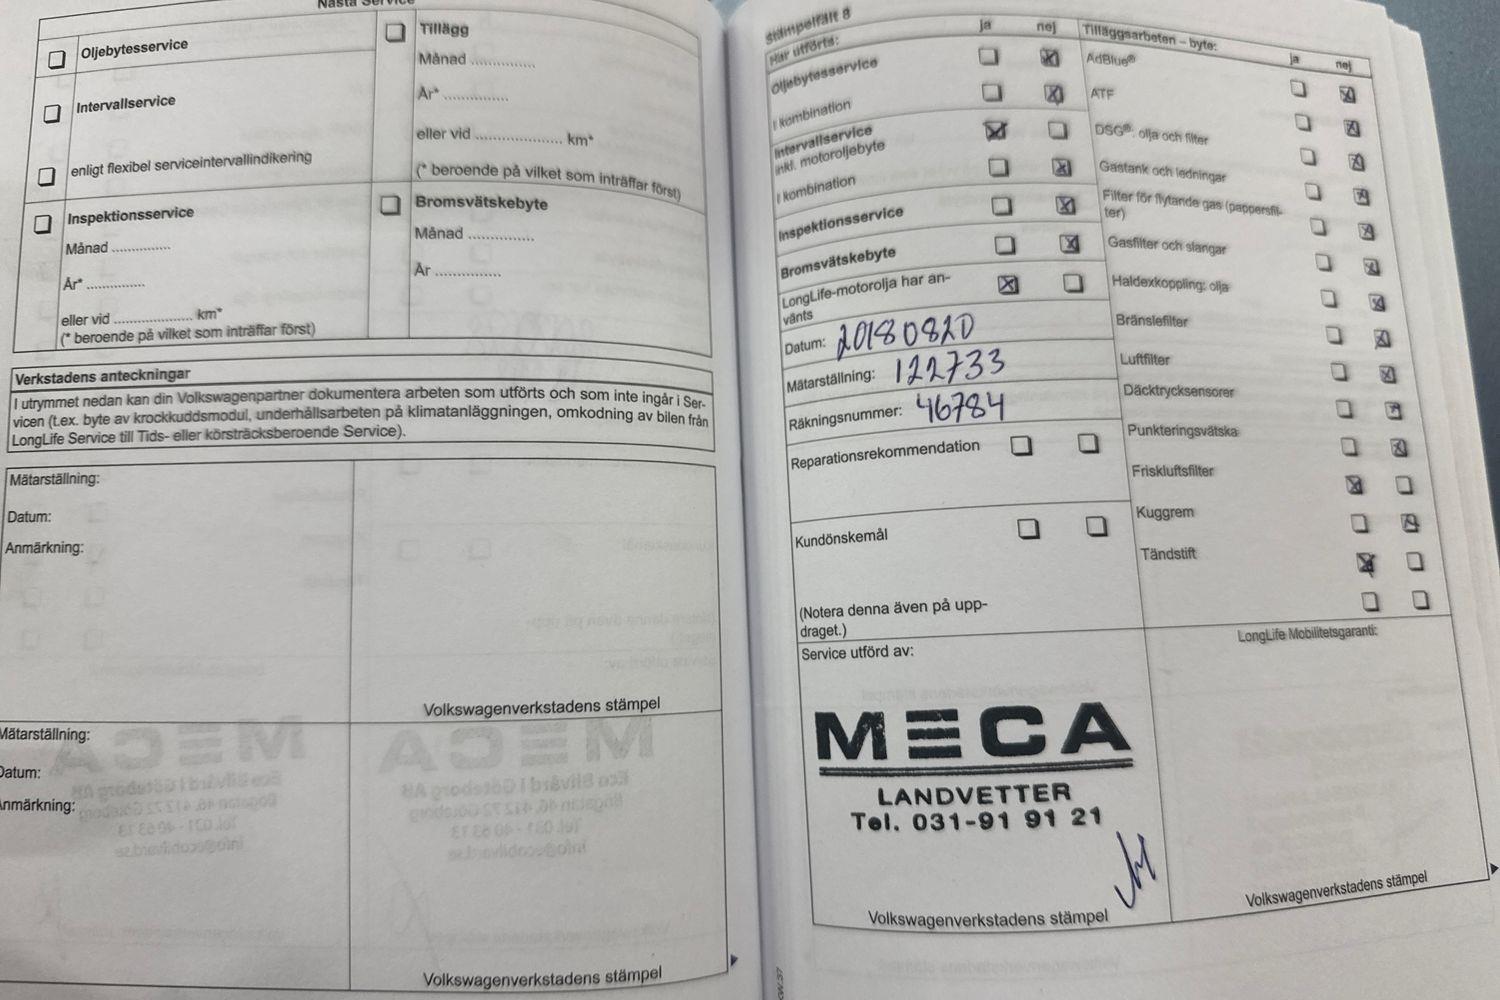 Nästa Service
Oljebytesservice
Intervallservice
enligt flexibel serviceintervallindikering
Inspektionsservice
Månad ...............
År* ...............
eller vid .................... km*
(* beroende på vilket som inträffar först)
Tillägg
Månad ...............
År* ...............
eller vid .................... km*
(* beroende på vilket som inträffar först)
Bromsvätskebyte
Månad ...............
År ...............
Verkstadens anteckningar
I utrymmet nedan kan din Volkswagenpartner dokumentera arbeten som utförts och som inte ingår i Ser-
vicen (t.ex. byte av krockkuddsmodul, underhållsarbeten på klimatanläggningen, omkodning av bilen från
LongLife Service till Tids- eller körsträcksberoende Service).
Mätarställning:
Datum:
Anmärkning:
Volkswagenverkstadens stämpel
Mätarställning:
Datum:
Anmärkning:
Volkswagenverkstadens stämpel
Stämpelfält 8
Har utförts: ja nej
Oljebytesservice
I kombination
Intervallservice
inkl. motoroljebyte
I kombination
Inspektionsservice
Bromsvätskebyte
LongLife-motorolja har an-
vänts
Datum: 20180820
Mätarställning: 122733
Räkningsnummer: 46784
Reparationsrekommendation
Kundönskemål
(Notera denna även på upp-
draget.)
Service utförd av:
MECA
LANDVETTER
Tel. 031-91 91 21
Volkswagenverkstadens stämpel
Tilläggsarbeten – byte: ja nej
AdBlue®
ATF
DSG®: olja och filter
Gastank och ledningar
Filter för flytande gas (pappersfil-
ter)
Gasfilter och slangar
Haldexkoppling: olja
Bränslefilter
Luftfilter
Däcktrycksensorer
Punkteringsvätska
Friskluftsfilter
Kuggrem
Tändstift
LongLife Mobilitetsgaranti:
Volkswagenverkstadens stämpel